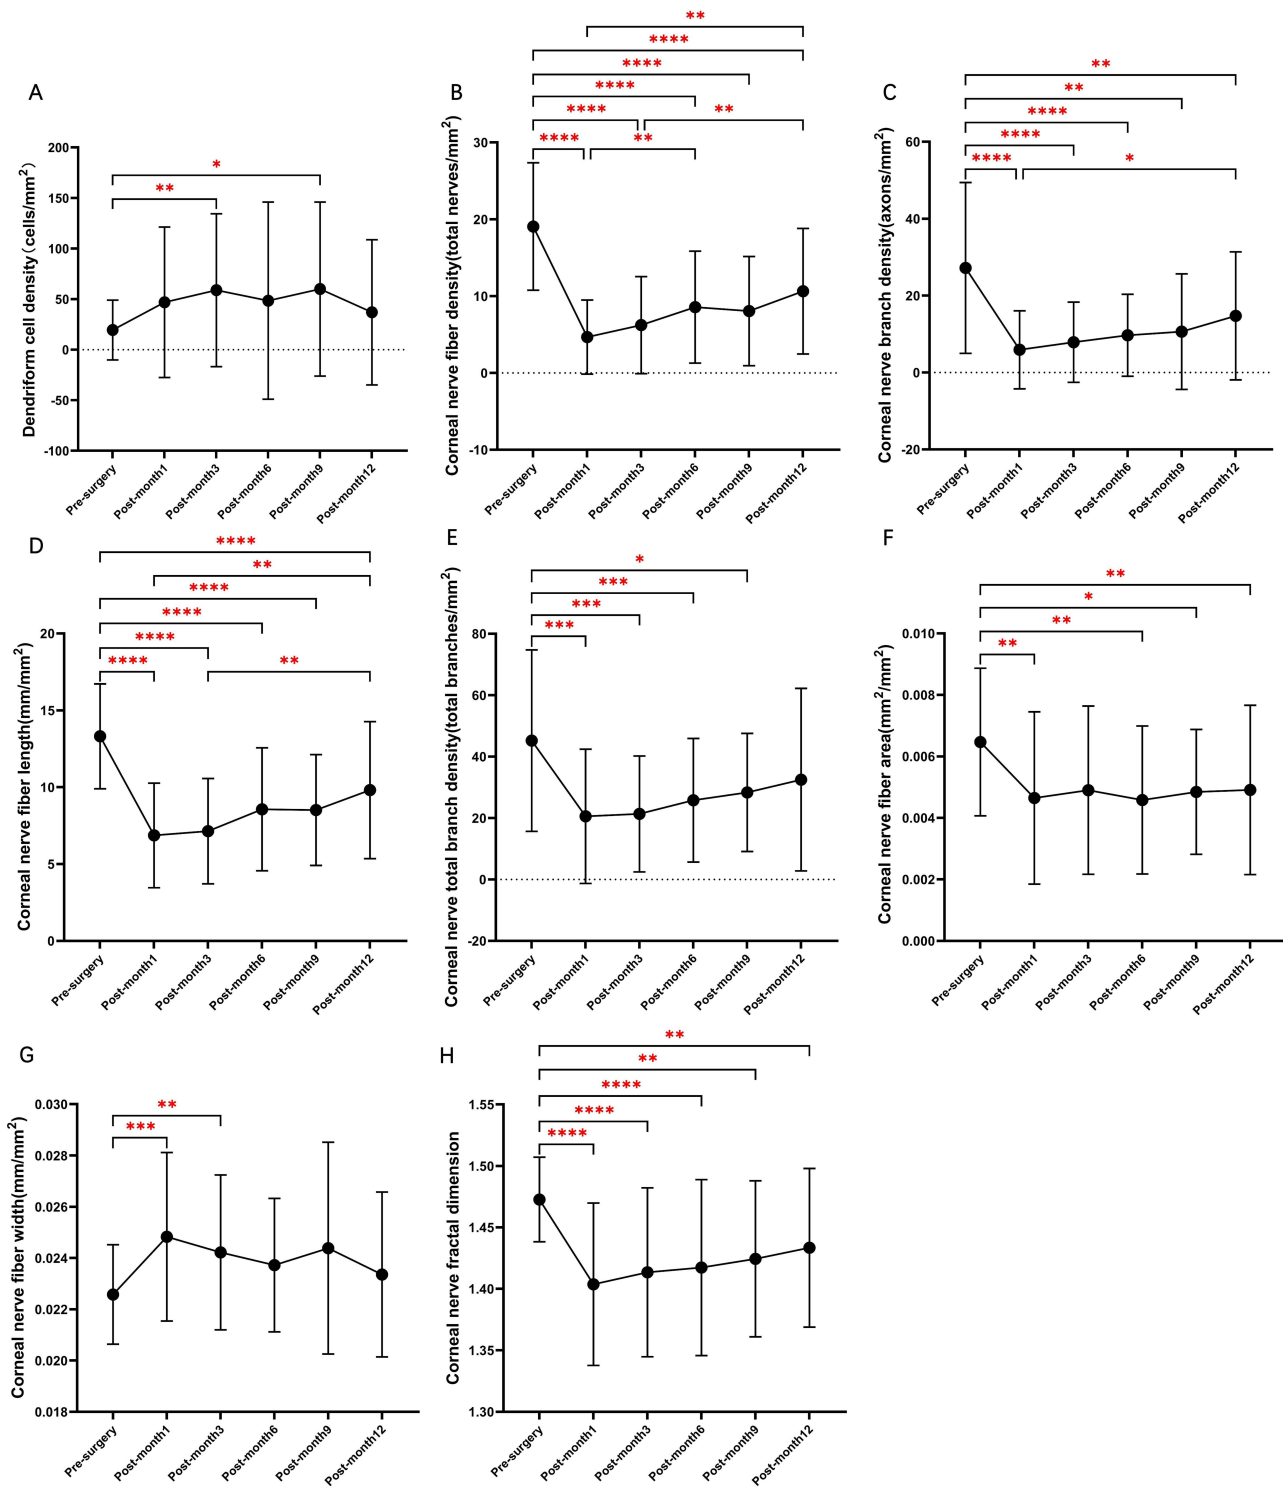 A
Dendriform cell density（cells/mm²）
200
150
100
50
0
-50
-100
*
**
Pre-surgery
Post-month1
Post-month3
Post-month6
Post-month9
Post-month12
B
Corneal nerve fiber density(total nerves/mm²)
30
20
10
0
-10
**
****
****
****
****
**
****
**
Pre-surgery
Post-month1
Post-month3
Post-month6
Post-month9
Post-month12
C
Corneal nerve branch density(axons/mm²)
60
40
20
0
-20
**
**
****
****
****
*
Pre-surgery
Post-month1
Post-month3
Post-month6
Post-month9
Post-month12
D
Corneal nerve fiber length(mm/mm²)
20
15
10
5
0
****
**
****
****
****
****
**
Pre-surgery
Post-month1
Post-month3
Post-month6
Post-month9
Post-month12
E
Corneal nerve total branch density(total branches/mm²)
80
60
40
20
0
-20
*
***
***
***
Pre-surgery
Post-month1
Post-month3
Post-month6
Post-month9
Post-month12
F
Corneal nerve fiber area(mm²/mm²)
0.010
0.008
0.006
0.004
0.002
0.000
**
*
**
**
Pre-surgery
Post-month1
Post-month3
Post-month6
Post-month9
Post-month12
G
Corneal nerve fiber width(mm/mm²)
0.030
0.028
0.026
0.024
0.022
0.020
0.018
**
***
Pre-surgery
Post-month1
Post-month3
Post-month6
Post-month9
Post-month12
H
Corneal nerve fractal dimension
1.55
1.50
1.45
1.40
1.35
1.30
**
**
****
****
****
Pre-surgery
Post-month1
Post-month3
Post-month6
Post-month9
Post-month12